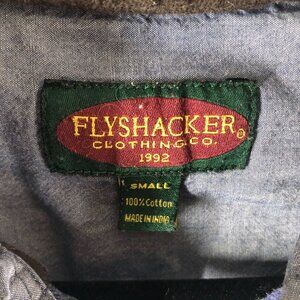 FLYSHACKER®
CLOTHING CO.
1992
SMALL
100% Cotton
MADE IN INDIA